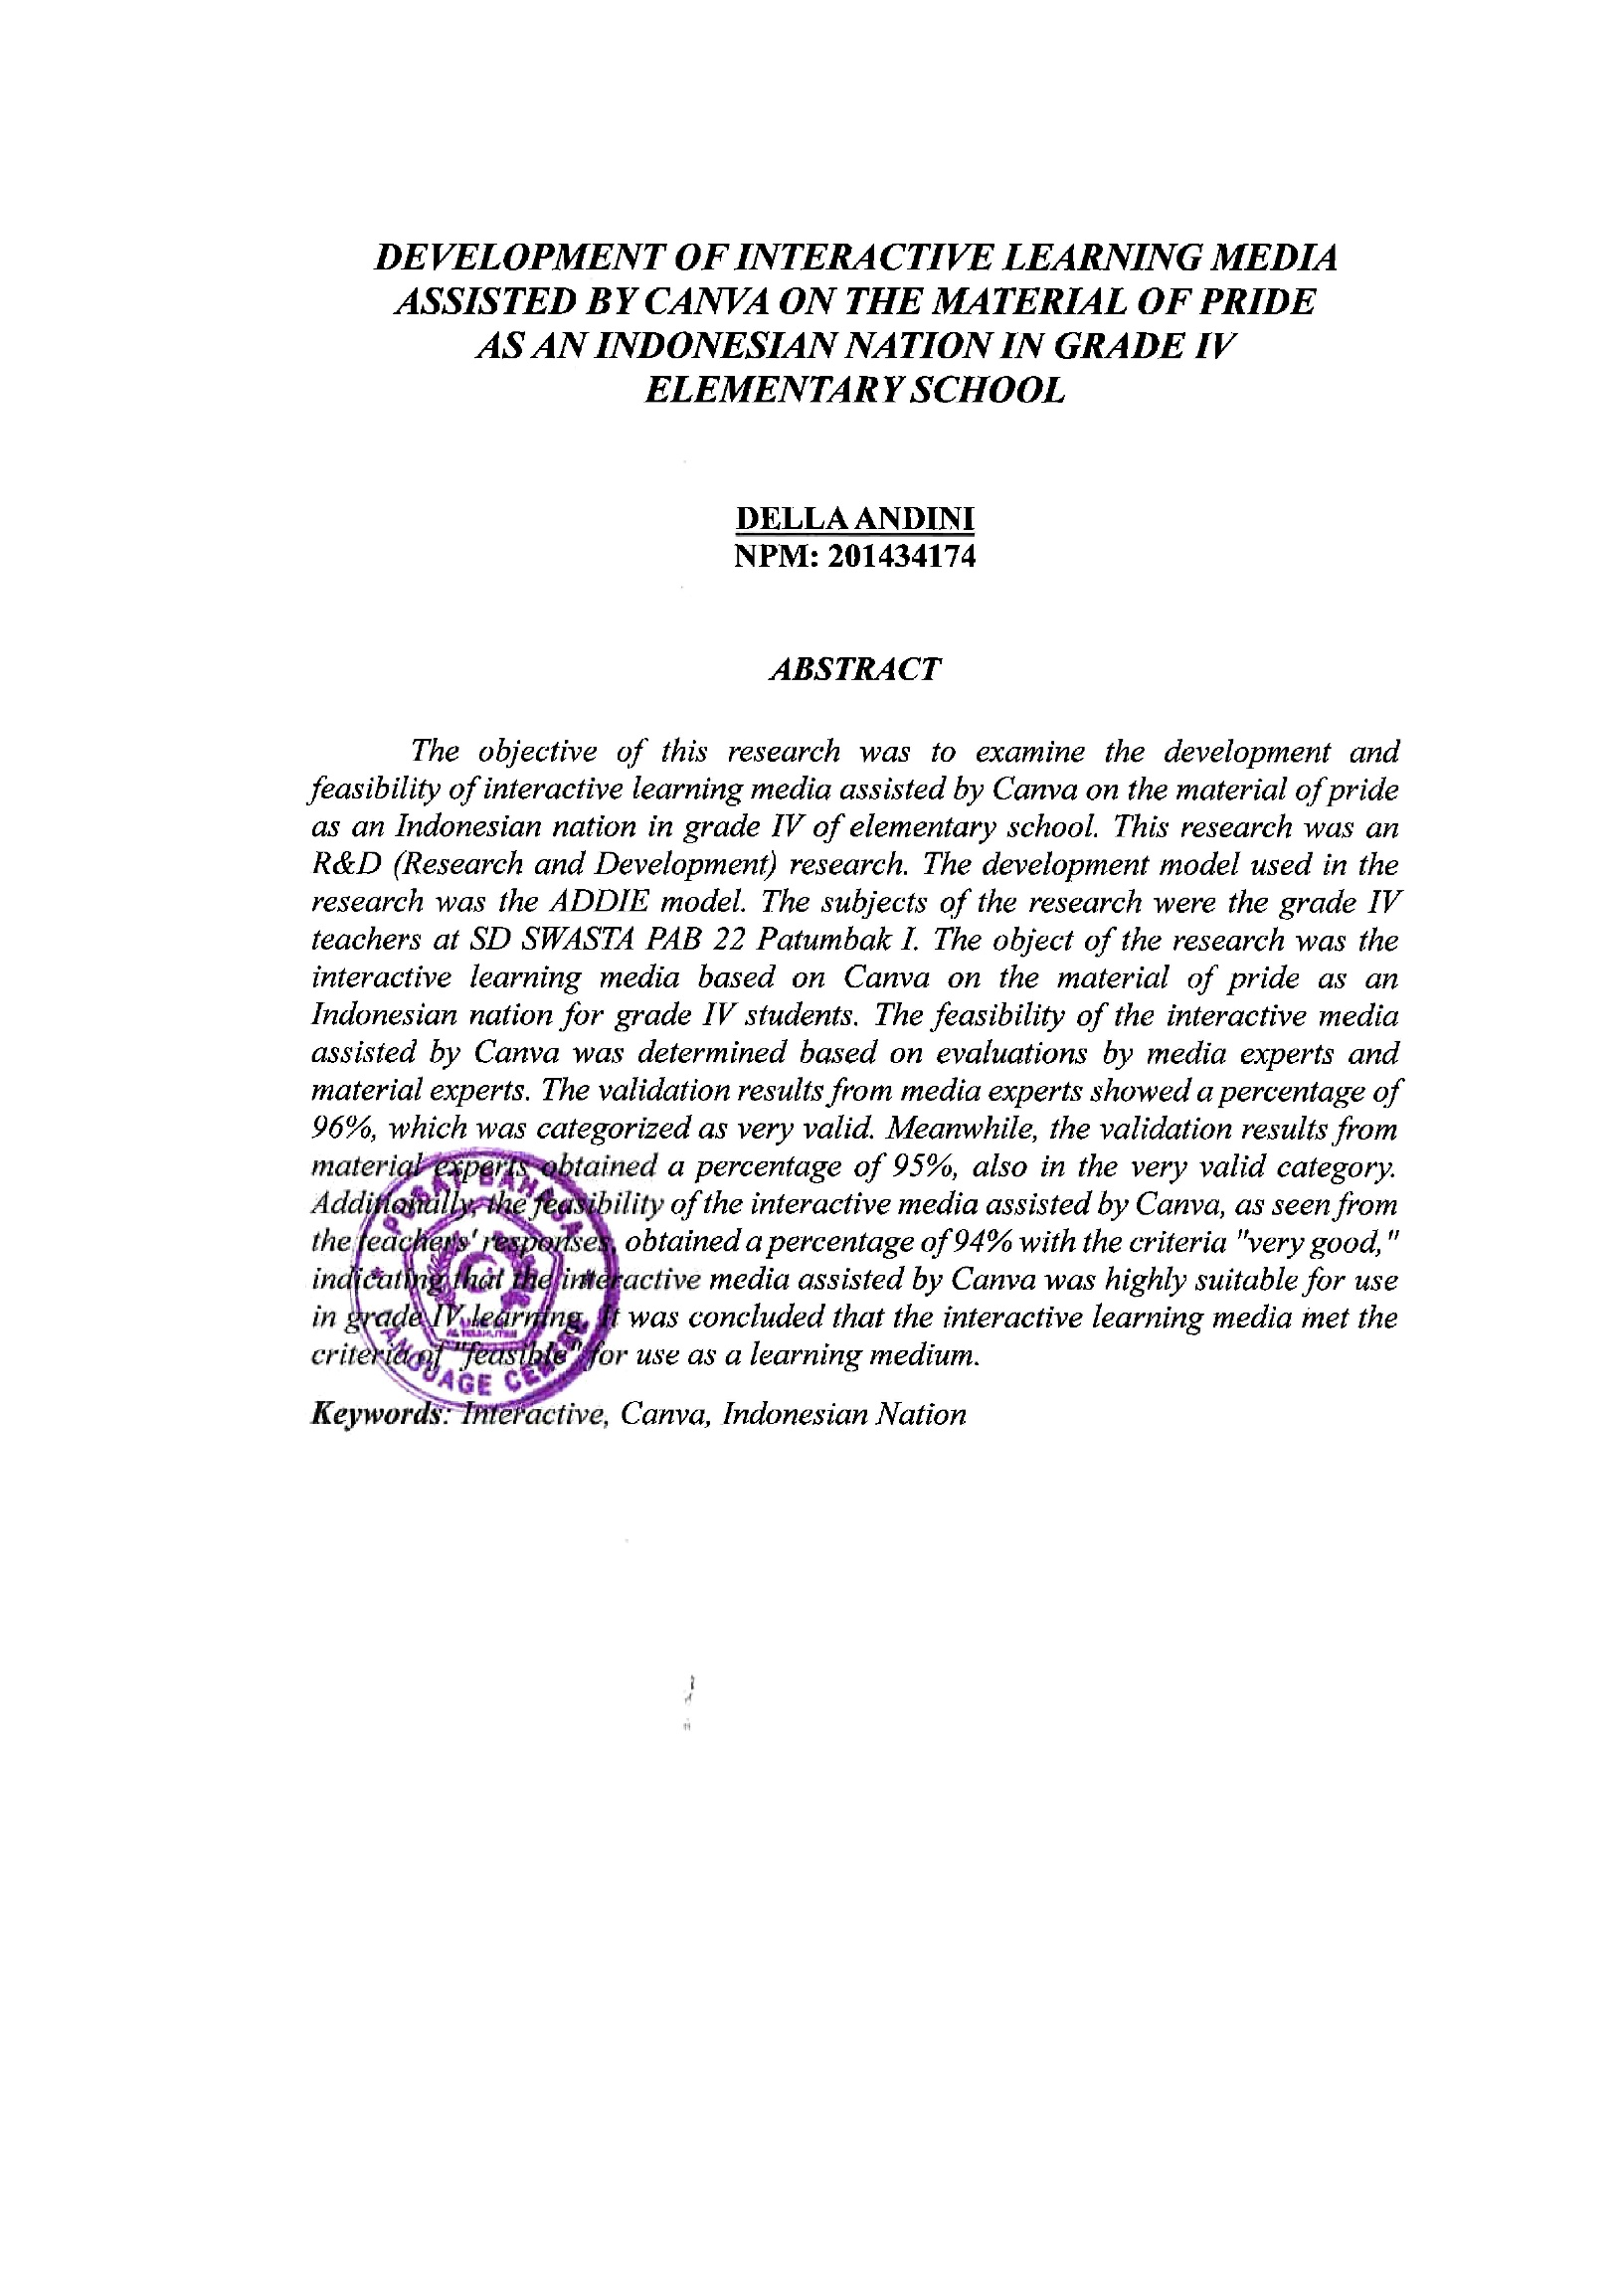 DEVELOPMENT OF INTERACTIVE LEARNING MEDIA
ASSISTED BY CANVA ON THE MATERIAL OF PRIDE
AS AN INDONESIAN NATION IN GRADE IV
ELEMENTARY SCHOOL
DELLA ANDINI
NPM: 201434174
ABSTRACT
The objective of this research was to examine the development and
feasibility of interactive learning media assisted by Canva on the material of pride
as an Indonesian nation in grade IV of elementary school. This research was an
R&D (Research and Development) research. The development model used in the
research was the ADDIE model. The subjects of the research were the grade IV
teachers at SD SWASTA PAB 22 Patumbak I. The object of the research was the
interactive learning media based on Canva on the material of pride as an
Indonesian nation for grade IV students. The feasibility of the interactive media
assisted by Canva was determined based on evaluations by media experts and
material experts. The validation results from media experts showed a percentage of
96%, which was categorized as very valid. Meanwhile, the validation results from
material experts obtained a percentage of 95%, also in the very valid category.
Additionally, the feasibility of the interactive media assisted by Canva, as seen from
the teachers' responses, obtained a percentage of 94% with the criteria "very good,"
indicating that the interactive media assisted by Canva was highly suitable for use
in grade IV learning. It was concluded that the interactive learning media met the
criteria of "feasible" for use as a learning medium.
Keywords: Interactive, Canva, Indonesian Nation
PUSAT BAHASA
LANGUAGE CENTRE